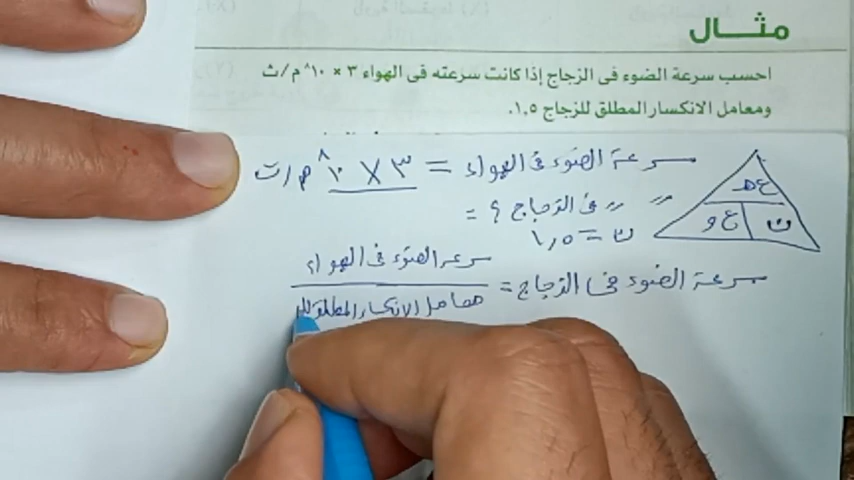 مثـــال
احسب سرعة الضوء فى الزجاج إذا كانت سرعته فى الهواء ٣ × ١٠^٨ م/ث
ومعامل الانكسار المطلق للزجاج ١,٥.
سرعة الضوء فى الهواء = ٣ × ١٠^٨ م/ث
〃 〃 فى الزجاج ؟ =
ن = ١,٥
ع هـ
ع و ن
سرعة الضوء فى الزجاج = سرعة الضوء فى الهواء
معامل الانكسار المطلق